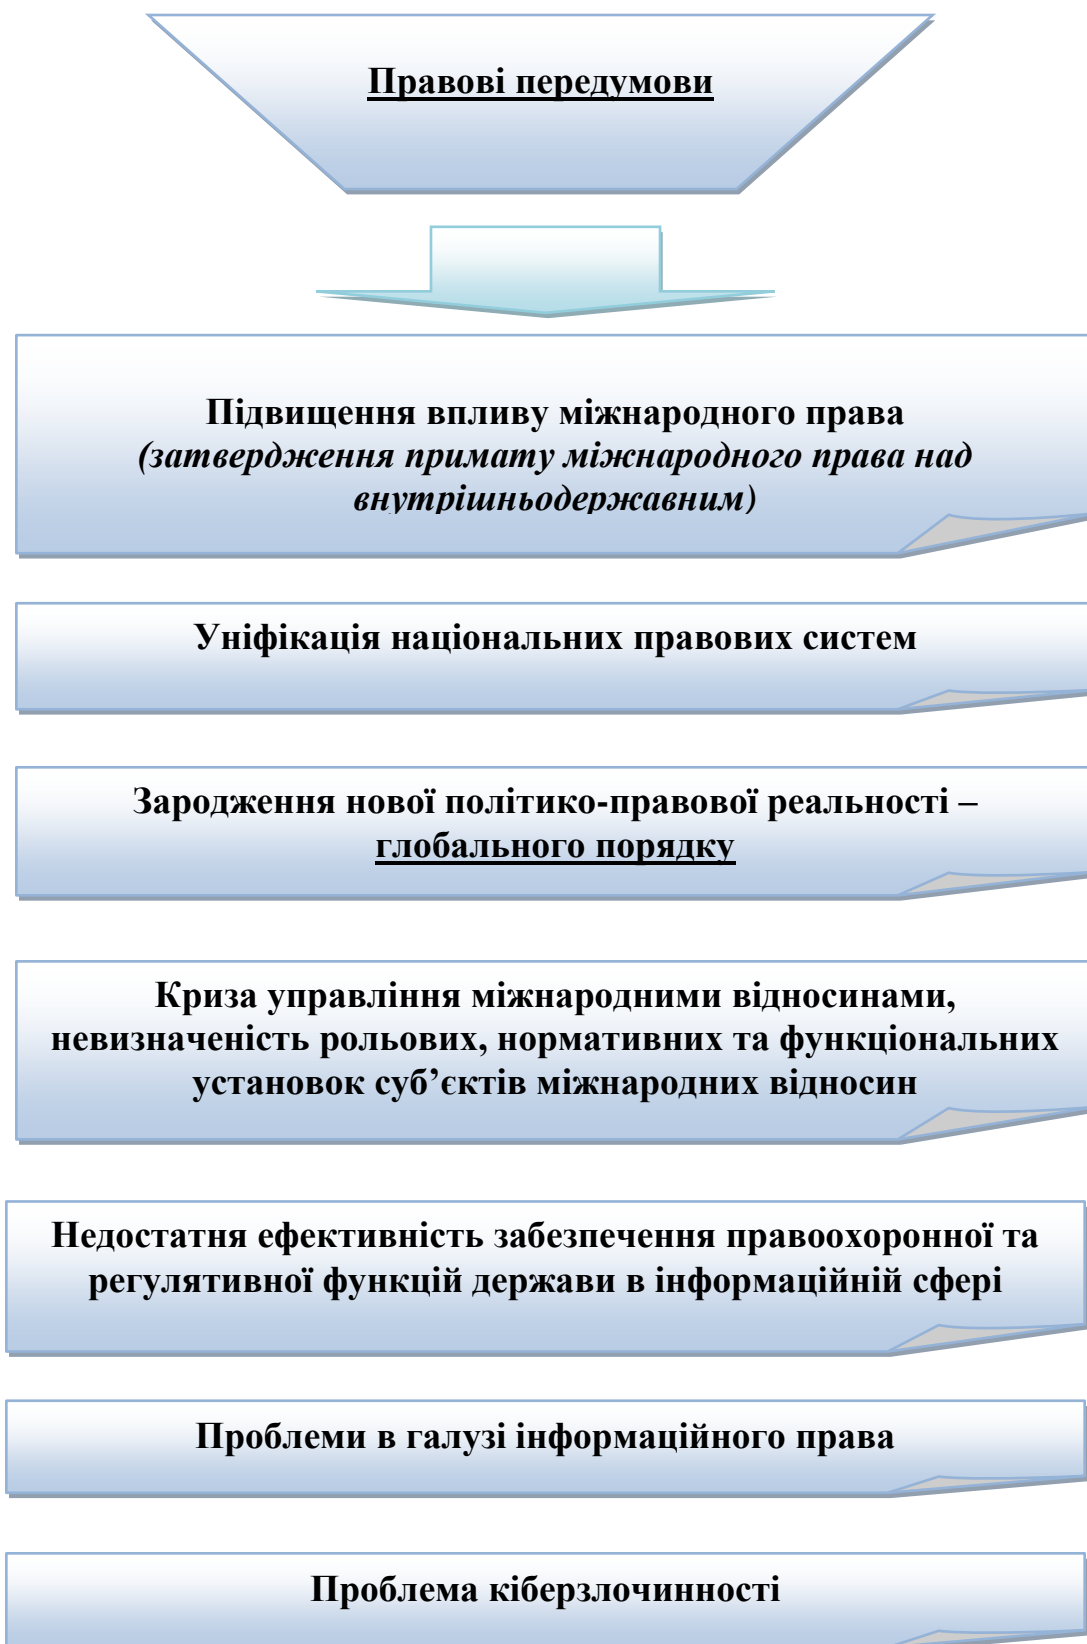 Правові передумови
Підвищення впливу міжнародного права
(затвердження примату міжнародного права над
внутрішньодержавним)
Уніфікація національних правових систем
Зародження нової політико-правової реальності –
глобального порядку
Криза управління міжнародними відносинами,
невизначеність рольових, нормативних та функціональних
установок суб’єктів міжнародних відносин
Недостатня ефективність забезпечення правоохоронної та
регулятивної функцій держави в інформаційній сфері
Проблеми в галузі інформаційного права
Проблема кіберзлочинності